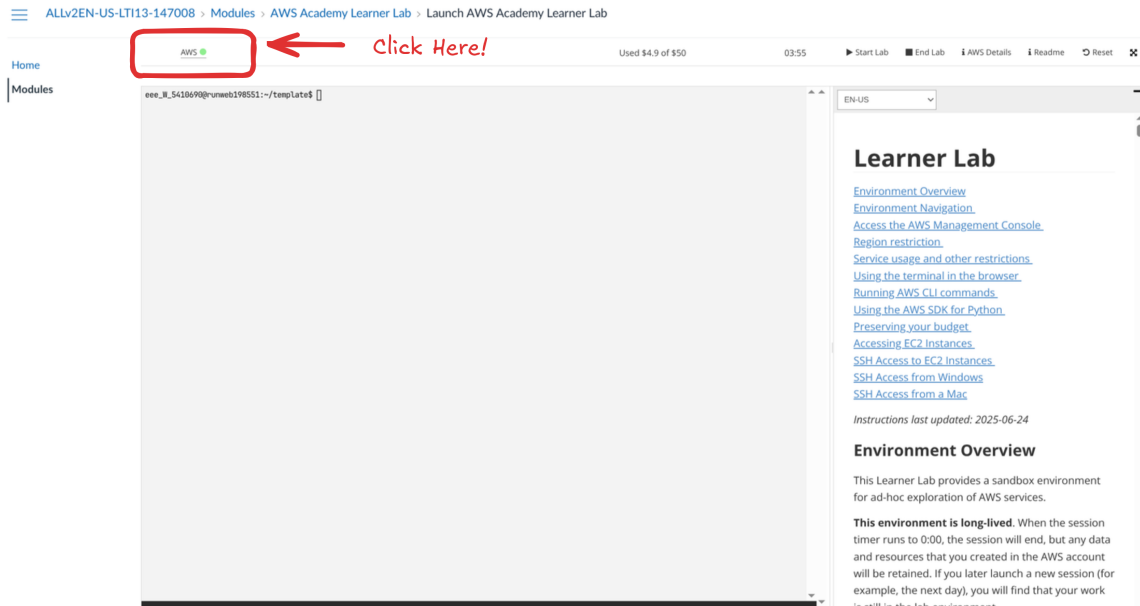 ALLv2EN-US-LTI13-147008 > Modules > AWS Academy Learner Lab > Launch AWS Academy Learner Lab
Home
Modules
AWS
Click Here!
Used $4.9 of $50
03:55
Start Lab
End Lab
AWS Details
Readme
Reset
eee_W_5410690@runweb198551:~/template$
EN-US
Learner Lab
Environment Overview
Environment Navigation
Access the AWS Management Console
Region restriction
Service usage and other restrictions
Using the terminal in the browser
Running AWS CLI commands
Using the AWS SDK for Python
Preserving your budget
Accessing EC2 Instances
SSH Access to EC2 Instances
SSH Access from Windows
SSH Access from a Mac
Instructions last updated: 2025-06-24
Environment Overview
This Learner Lab provides a sandbox environment
for ad-hoc exploration of AWS services.
This environment is long-lived. When the session
timer runs to 0:00, the session will end, but any data
and resources that you created in the AWS account
will be retained. If you later launch a new session (for
example, the next day), you will find that your work
is still in the lab environment.